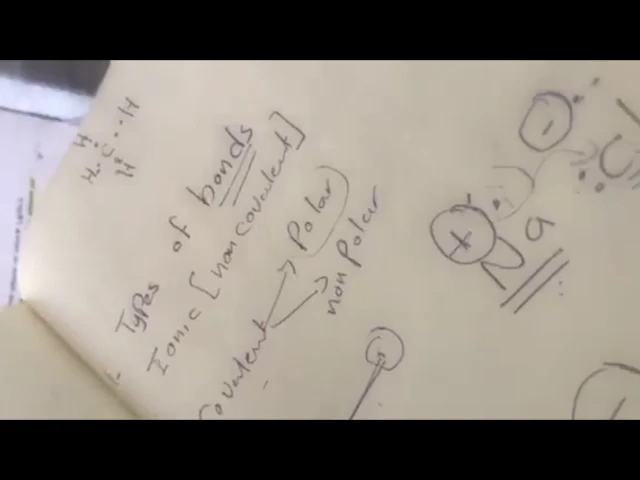 Types of bonds
Ionic [non covalent]
Covalent
Polar
non Polar
H
H C H
H
Na
+
-